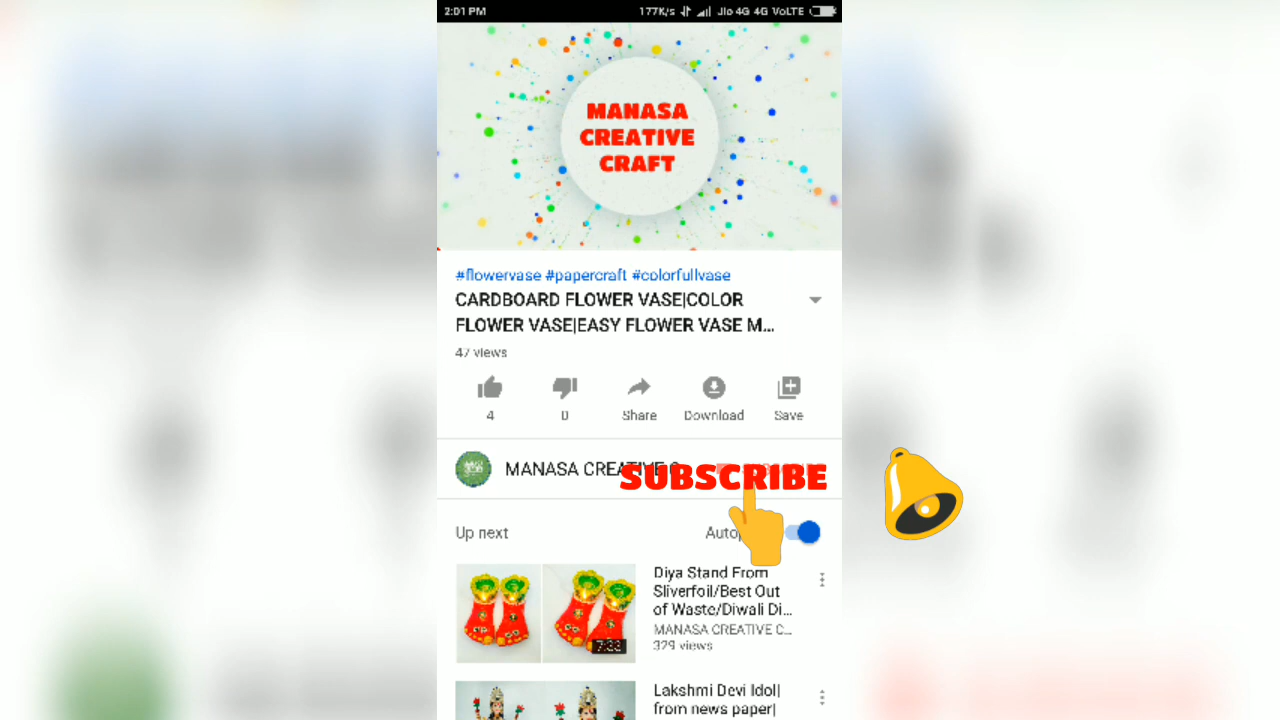 2:01 PM 177K/s Jio 4G 4G VoLTE
MANASA
CREATIVE
CRAFT
#flowervase #papercraft #colorfullvase
CARDBOARD FLOWER VASE|COLOR
FLOWER VASE|EASY FLOWER VASE M...
47 views
4 0 Share Download Save
MANASA CREATIVE
SUBSCRIBE
Up next
Diya Stand From
Sliverfoil/Best Out
of Waste/Diwali Di...
MANASA CREATIVE C...
329 views
7:33
Lakshmi Devi Idol|
from news paper|